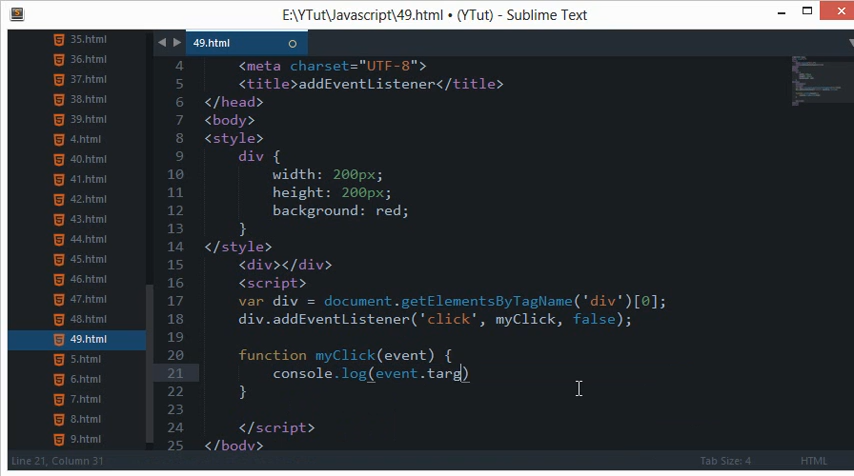 E:\YTut\Javascript\49.html • (YTut) - Sublime Text
35.html
36.html
37.html
38.html
39.html
4.html
40.html
41.html
42.html
43.html
44.html
45.html
46.html
47.html
48.html
49.html
5.html
6.html
7.html
8.html
9.html
49.html
4 <meta charset="UTF-8">
5 <title>addEventListener</title>
6 </head>
7 <body>
8 <style>
9 div {
10 width: 200px;
11 height: 200px;
12 background: red;
13 }
14 </style>
15 <div></div>
16 <script>
17 var div = document.getElementsByTagName('div')[0];
18 div.addEventListener('click', myClick, false);
19
20 function myClick(event) {
21 console.log(event.targ)
22 }
23
24 </script>
25 </body>
Line 21, Column 31
Tab Size: 4
HTML